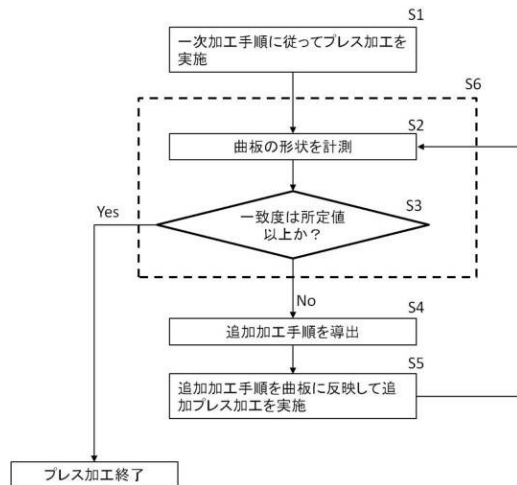 S1
一次加工手順に従ってプレス加工を
実施
S6
S2
曲板の形状を計測
Yes
S3
一致度は所定値
以上か？
No
S4
追加加工手順を導出
S5
追加加工手順を曲板に反映して追
加プレス加工を実施
プレス加工終了